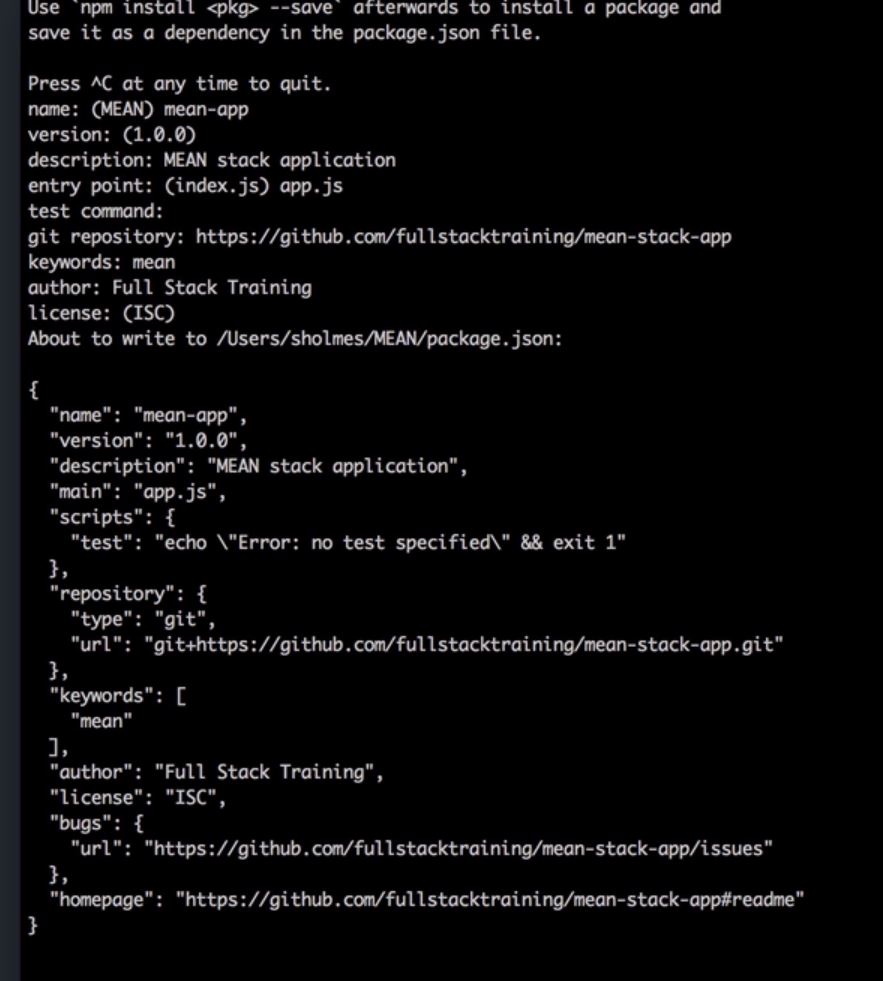 Use `npm install <pkg> --save` afterwards to install a package and
save it as a dependency in the package.json file.

Press ^C at any time to quit.
name: (MEAN) mean-app
version: (1.0.0)
description: MEAN stack application
entry point: (index.js) app.js
test command:
git repository: https://github.com/fullstacktraining/mean-stack-app
keywords: mean
author: Full Stack Training
license: (ISC)
About to write to /Users/sholmes/MEAN/package.json:

{
  "name": "mean-app",
  "version": "1.0.0",
  "description": "MEAN stack application",
  "main": "app.js",
  "scripts": {
    "test": "echo \"Error: no test specified\" && exit 1"
  },
  "repository": {
    "type": "git",
    "url": "git+https://github.com/fullstacktraining/mean-stack-app.git"
  },
  "keywords": [
    "mean"
  ],
  "author": "Full Stack Training",
  "license": "ISC",
  "bugs": {
    "url": "https://github.com/fullstacktraining/mean-stack-app/issues"
  },
  "homepage": "https://github.com/fullstacktraining/mean-stack-app#readme"
}